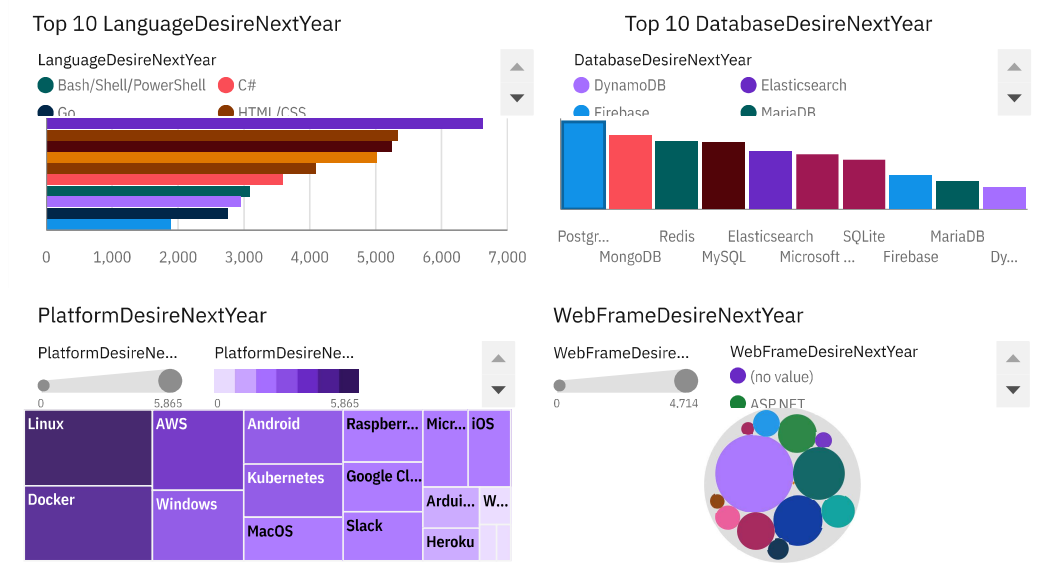 Top 10 LanguageDesireNextYear
LanguageDesireNextYear
Bash/Shell/PowerShell C#
Go HTML/CSS
0 1,000 2,000 3,000 4,000 5,000 6,000 7,000
Top 10 DatabaseDesireNextYear
DatabaseDesireNextYear
DynamoDB Elasticsearch
Firebase MariaDB
Postgr... Redis Elasticsearch SQLite MariaDB
MongoDB MySQL Microsoft ... Firebase Dy...
PlatformDesireNextYear
PlatformDesireNe... PlatformDesireNe...
0 5,865 0 5,865
Linux AWS Android Raspberr... Micr... iOS
Kubernetes Google Cl...
Docker Windows Ardui... W...
MacOS Slack Heroku
WebFrameDesireNextYear
WebFrameDesire... WebFrameDesireNextYear
(no value)
0 4,714 ASP.NET